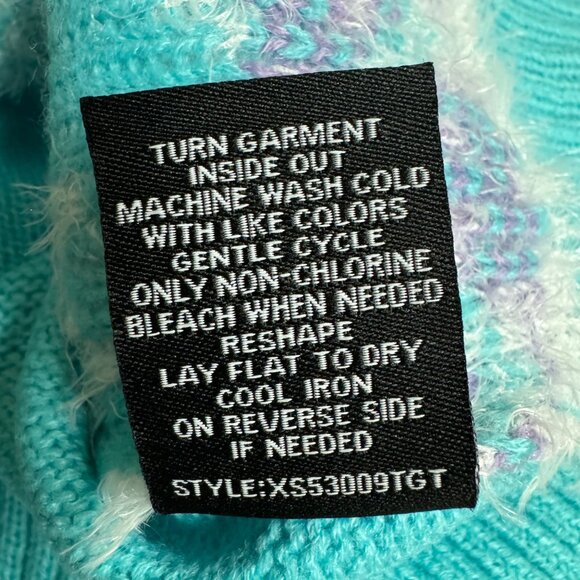 TURN GARMENT
INSIDE OUT
MACHINE WASH COLD
WITH LIKE COLORS
GENTLE CYCLE
ONLY NON-CHLORINE
BLEACH WHEN NEEDED
RESHAPE
LAY FLAT TO DRY
COOL IRON
ON REVERSE SIDE
IF NEEDED
STYLE:XS53009TGT